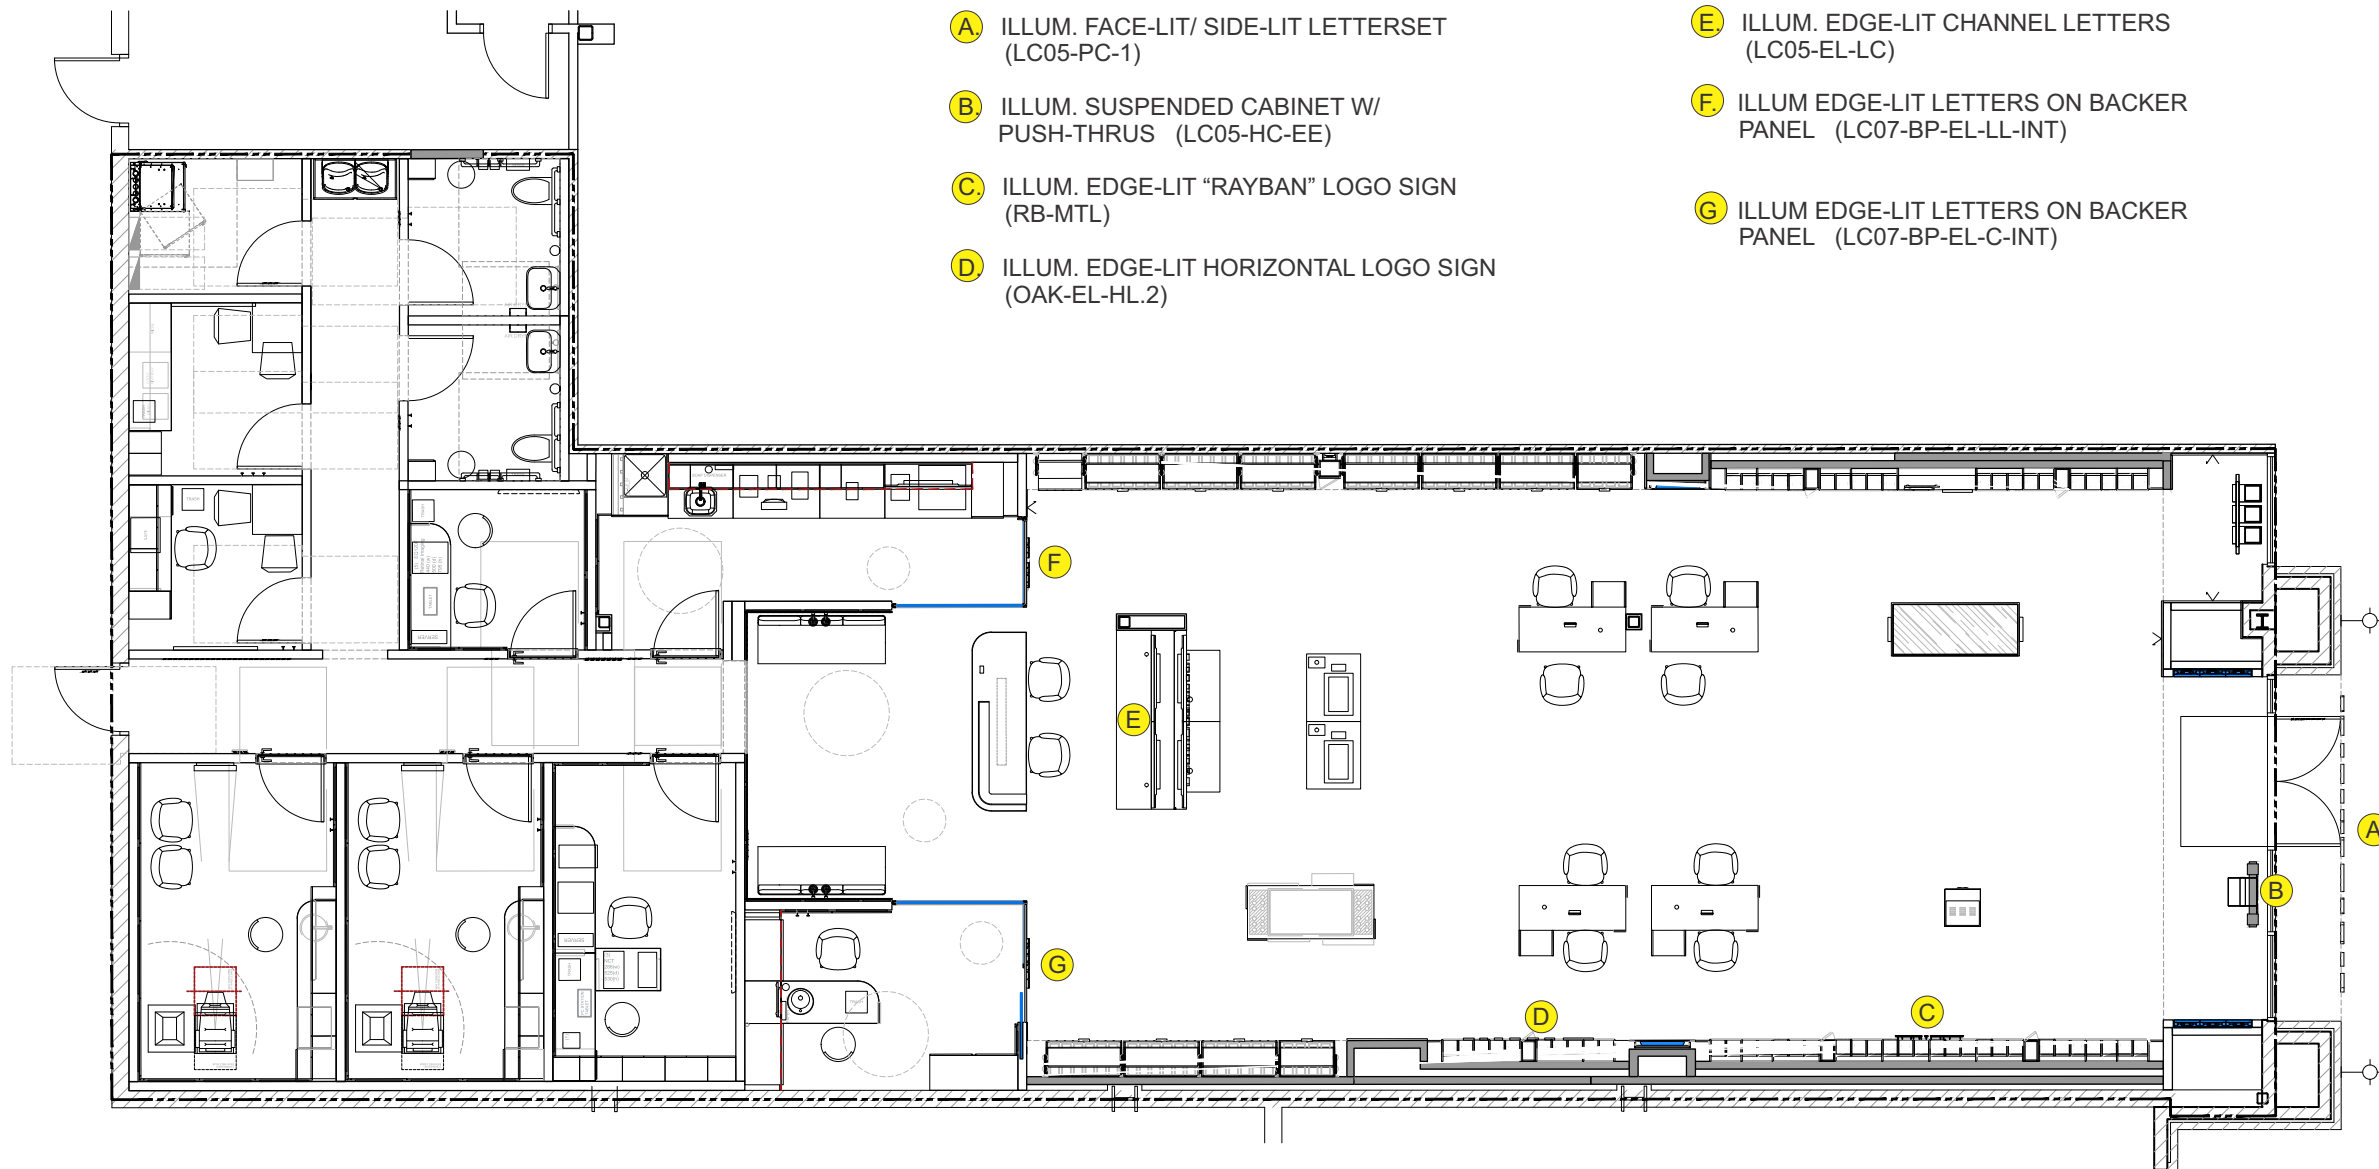 A. ILLUM. FACE-LIT/ SIDE-LIT LETTERSET
(LC05-PC-1)
B. ILLUM. SUSPENDED CABINET W/
PUSH-THRUS (LC05-HC-EE)
C. ILLUM. EDGE-LIT “RAYBAN” LOGO SIGN
(RB-MTL)
D. ILLUM. EDGE-LIT HORIZONTAL LOGO SIGN
(OAK-EL-HL.2)
E. ILLUM. EDGE-LIT CHANNEL LETTERS
(LC05-EL-LC)
F. ILLUM EDGE-LIT LETTERS ON BACKER
PANEL (LC07-BP-EL-LL-INT)
G ILLUM EDGE-LIT LETTERS ON BACKER
PANEL (LC07-BP-EL-C-INT)
F
E
A
B
G
D
C
TRASH
SERVER
SERVER